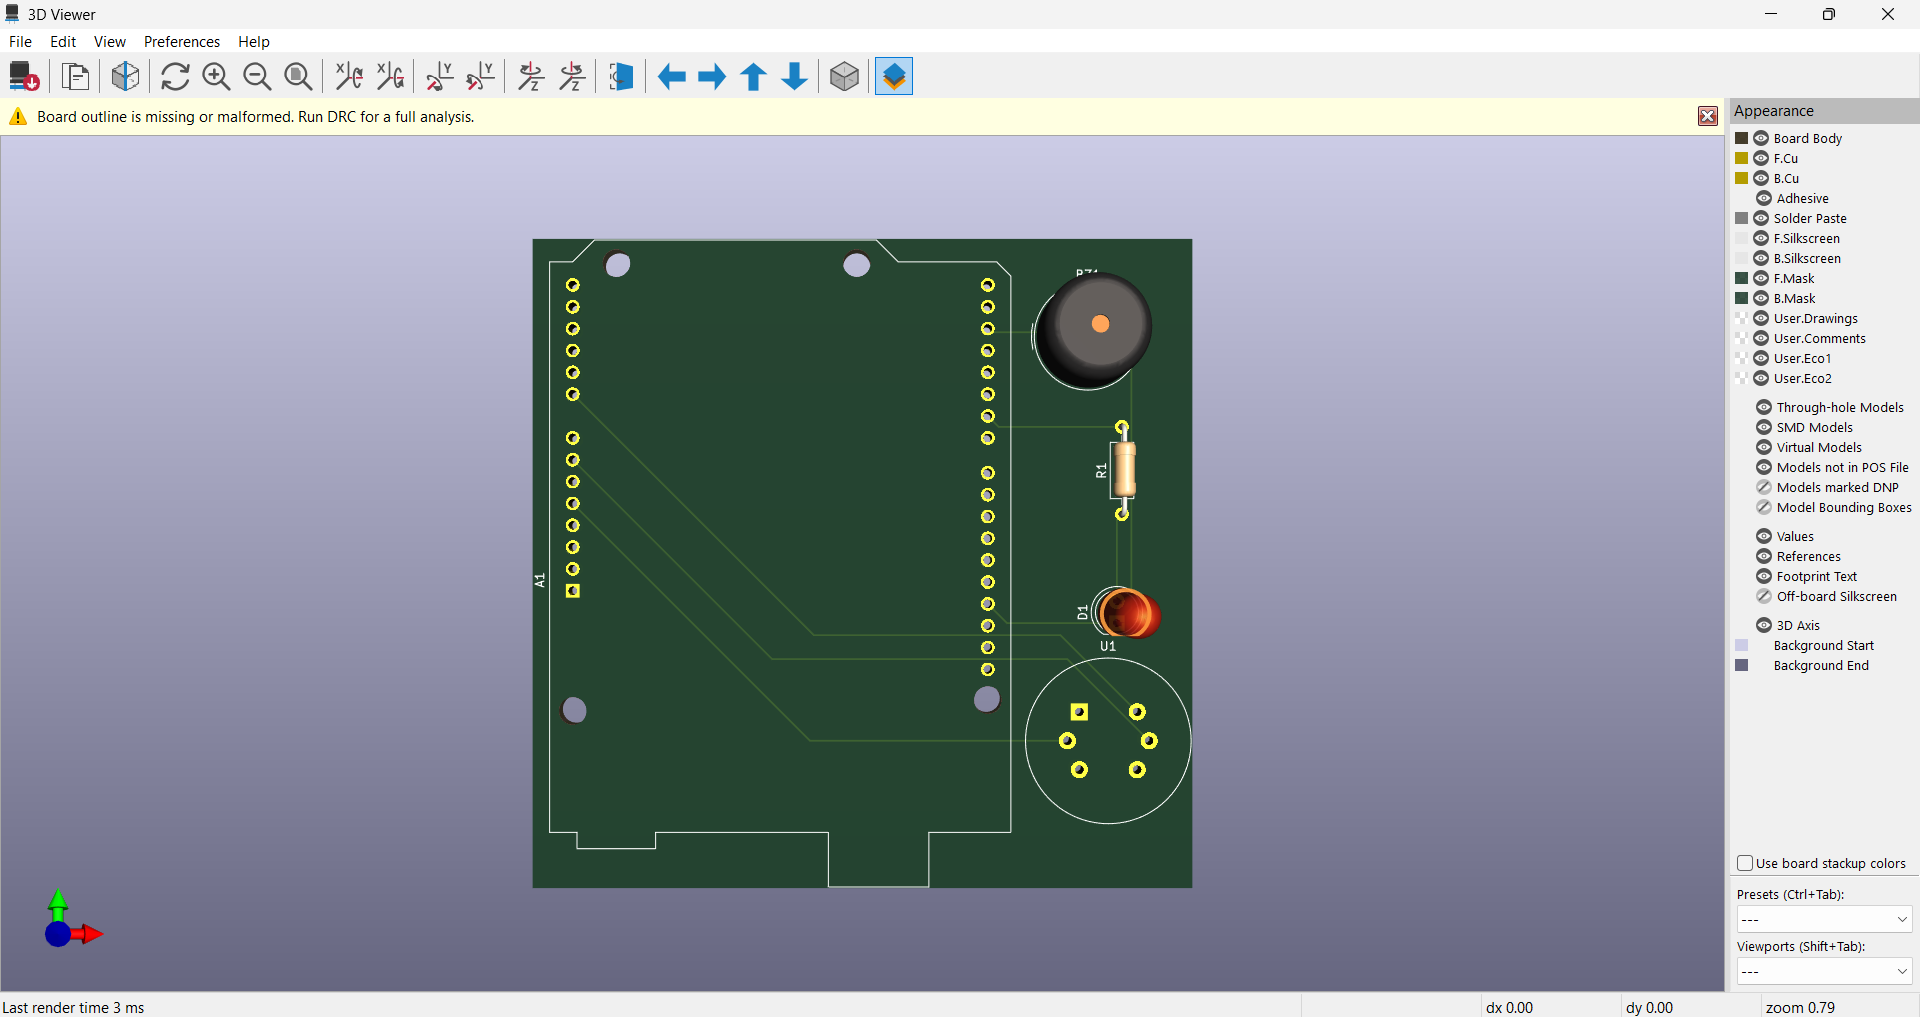 3D Viewer
File Edit View Preferences Help
Board outline is missing or malformed. Run DRC for a full analysis.
Appearance
Board Body
F.Cu
B.Cu
Adhesive
Solder Paste
F.Silkscreen
B.Silkscreen
F.Mask
B.Mask
User.Drawings
User.Comments
User.Eco1
User.Eco2
Through-hole Models
SMD Models
Virtual Models
Models not in POS File
Models marked DNP
Model Bounding Boxes
Values
References
Footprint Text
Off-board Silkscreen
3D Axis
Background Start
Background End
Use board stackup colors
Presets (Ctrl+Tab):
---
Viewports (Shift+Tab):
---
R1
A1
D1
U1
Last render time 3 ms
dx 0.00
dy 0.00
zoom 0.79